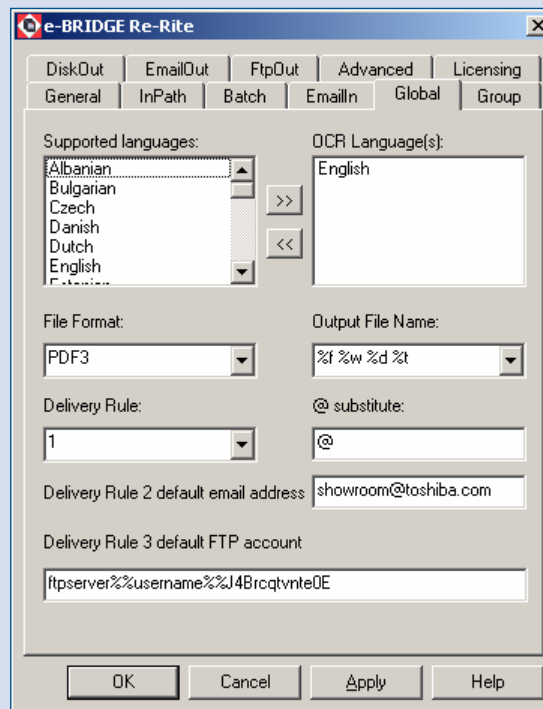 e-BRIDGE Re-Rite
DiskOut EmailOut FtpOut Advanced Licensing
General InPath Batch EmailIn Global Group
Supported languages:
Albanian
Bulgarian
Czech
Danish
Dutch
English
Estonian
>>
<<
OCR Language(s):
English
File Format:
PDF3
Output File Name:
%f %w %d %t
Delivery Rule:
1
@ substitute:
@
Delivery Rule 2 default email address
showroom@toshiba.com
Delivery Rule 3 default FTP account
ftpserver%%username%%J4Brcqtvnte0E
OK Cancel Apply Help